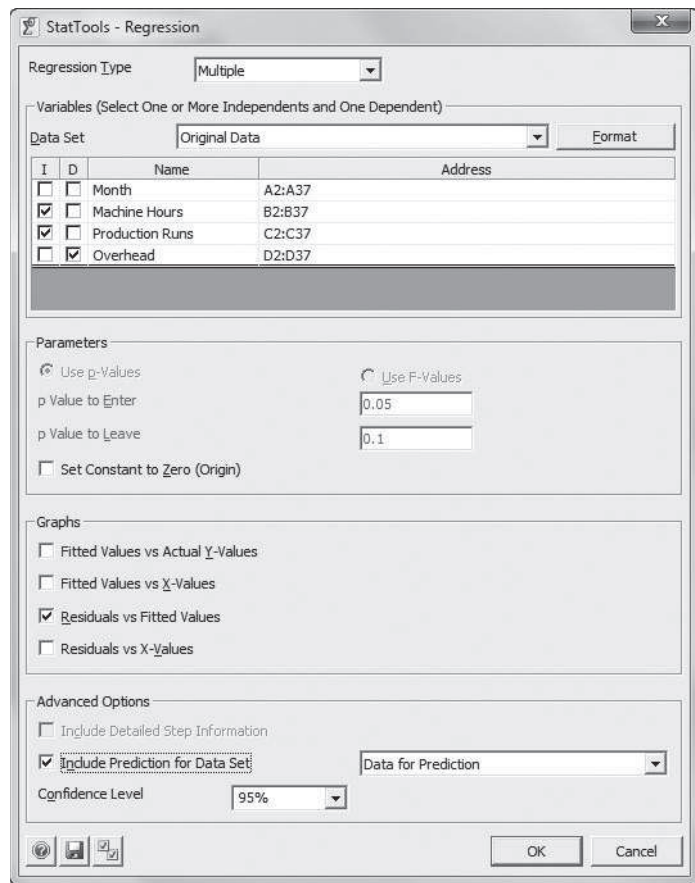 StatTools - Regression
Regression Type Multiple
Variables (Select One or More Independents and One Dependent)
Data Set Original Data Format
I D Name Address
Month A2:A37
Machine Hours B2:B37
Production Runs C2:C37
Overhead D2:D37
Parameters
Use p-Values Use F-Values
p Value to Enter 0.05
p Value to Leave 0.1
Set Constant to Zero (Origin)
Graphs
Fitted Values vs Actual Y-Values
Fitted Values vs X-Values
Residuals vs Fitted Values
Residuals vs X-Values
Advanced Options
Include Detailed Step Information
Include Prediction for Data Set Data for Prediction
Confidence Level 95%
OK Cancel